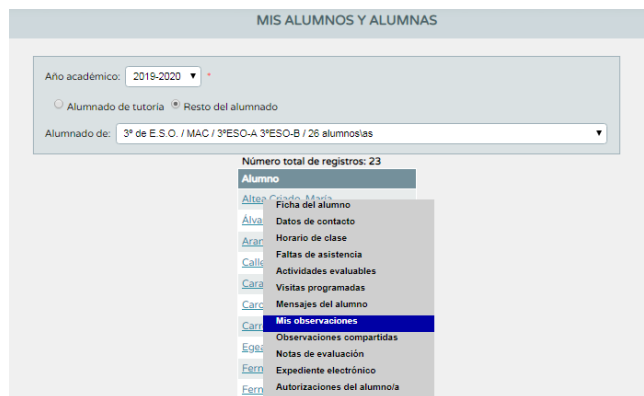 MIS ALUMNOS Y ALUMNAS
Año académico: 2019-2020 *
Alumnado de tutoría Resto del alumnado
Alumnado de: 3º de E.S.O. / MAC / 3ºESO-A 3ºESO-B / 26 alumnos\as
Número total de registros: 23
Alumno
Altea Criado, María
Ficha del alumno
Datos de contacto
Horario de clase
Faltas de asistencia
Actividades evaluables
Visitas programadas
Mensajes del alumno
Mis observaciones
Observaciones compartidas
Notas de evaluación
Expediente electrónico
Autorizaciones del alumno/a